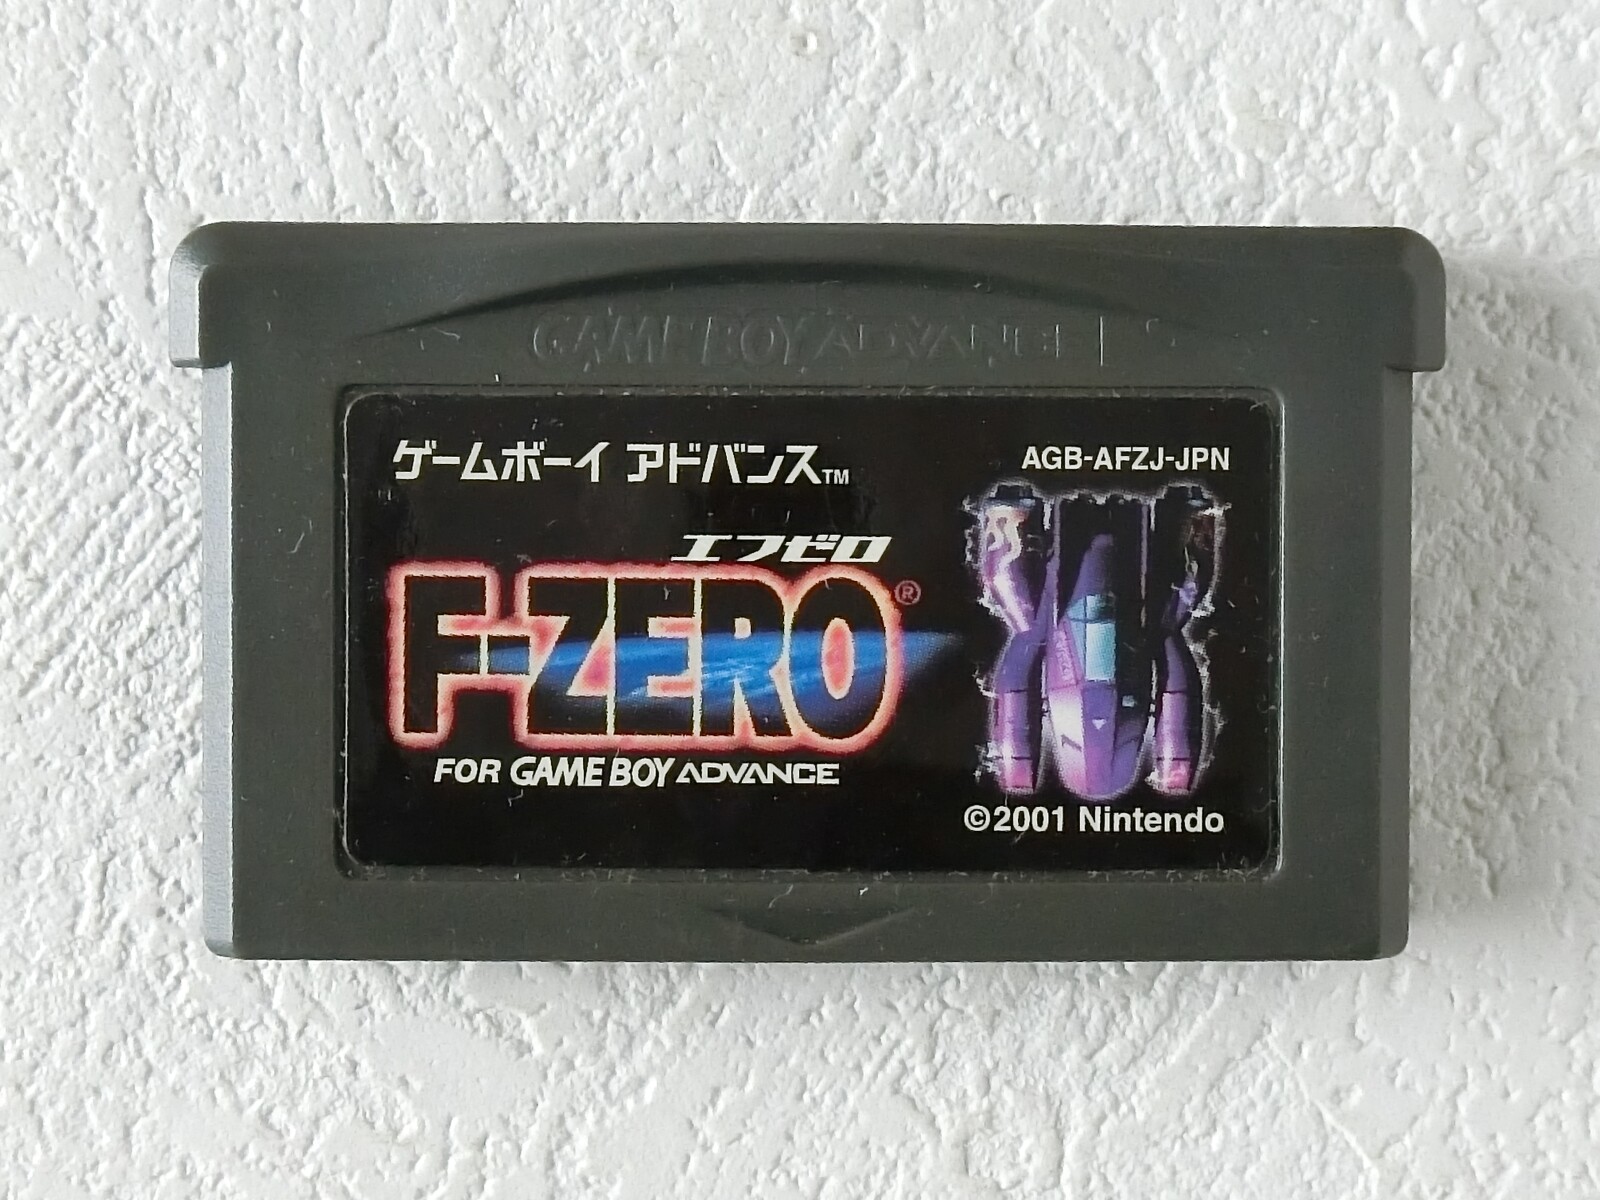 GAME BOY ADVANCE
ゲームボーイ アドバンス™
AGB-AFZJ-JPN
エフゼロ
F-ZERO®
FOR GAME BOY ADVANCE
©2001 Nintendo